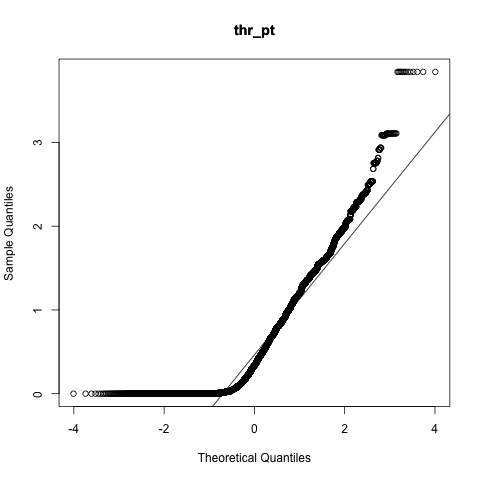 thr_pt
Sample Quantiles
3
2
1
0
-4 -2 0 2 4
Theoretical Quantiles